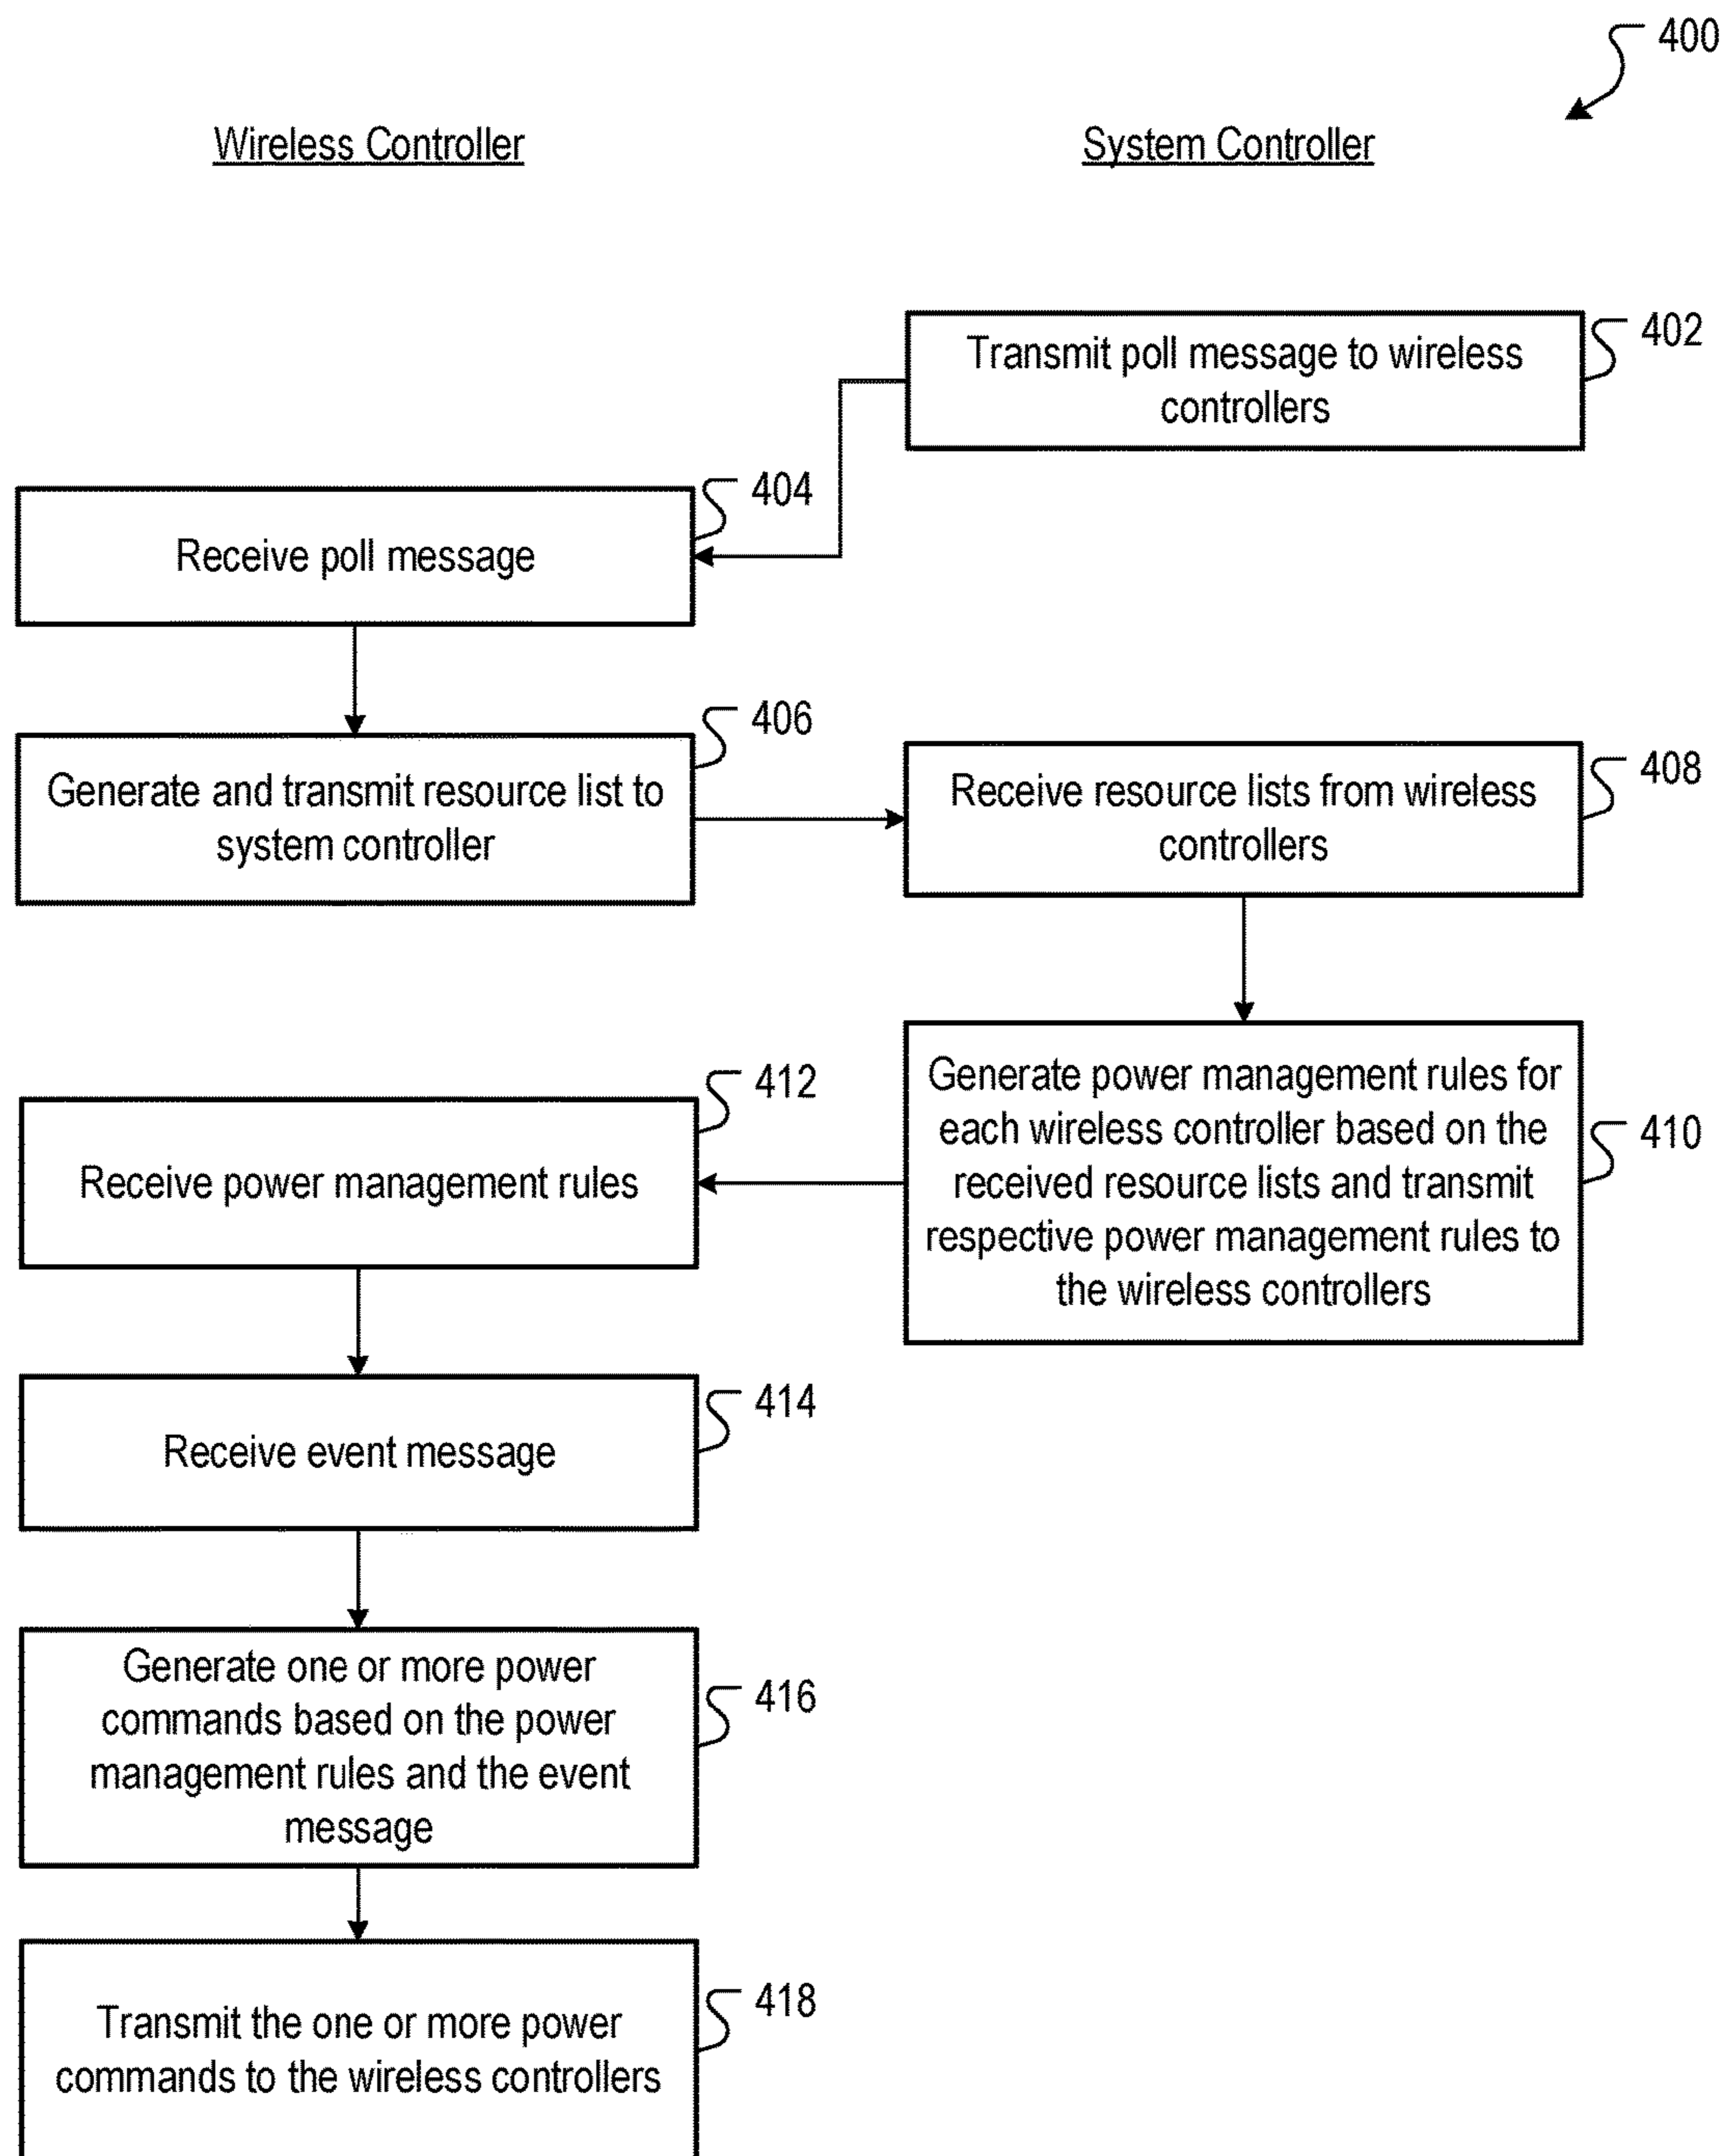 400
Wireless Controller
System Controller
402
Transmit poll message to wireless
controllers
404
Receive poll message
406
Generate and transmit resource list to
system controller
408
Receive resource lists from wireless
controllers
410
Generate power management rules for
each wireless controller based on the
received resource lists and transmit
respective power management rules to
the wireless controllers
412
Receive power management rules
414
Receive event message
416
Generate one or more power
commands based on the power
management rules and the event
message
418
Transmit the one or more power
commands to the wireless controllers